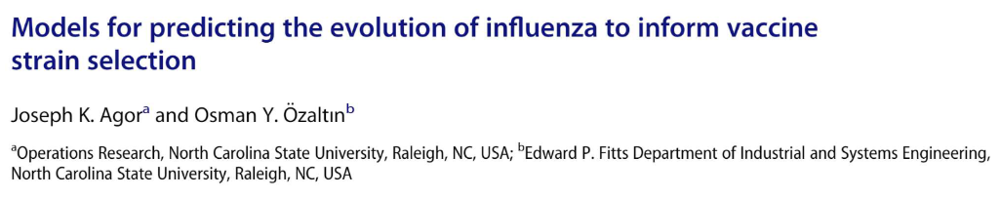 Models for predicting the evolution of influenza to inform vaccine
strain selection
Joseph K. Agorᵃ and Osman Y. Özaltınᵇ
ᵃOperations Research, North Carolina State University, Raleigh, NC, USA; ᵇEdward P. Fitts Department of Industrial and Systems Engineering,
North Carolina State University, Raleigh, NC, USA